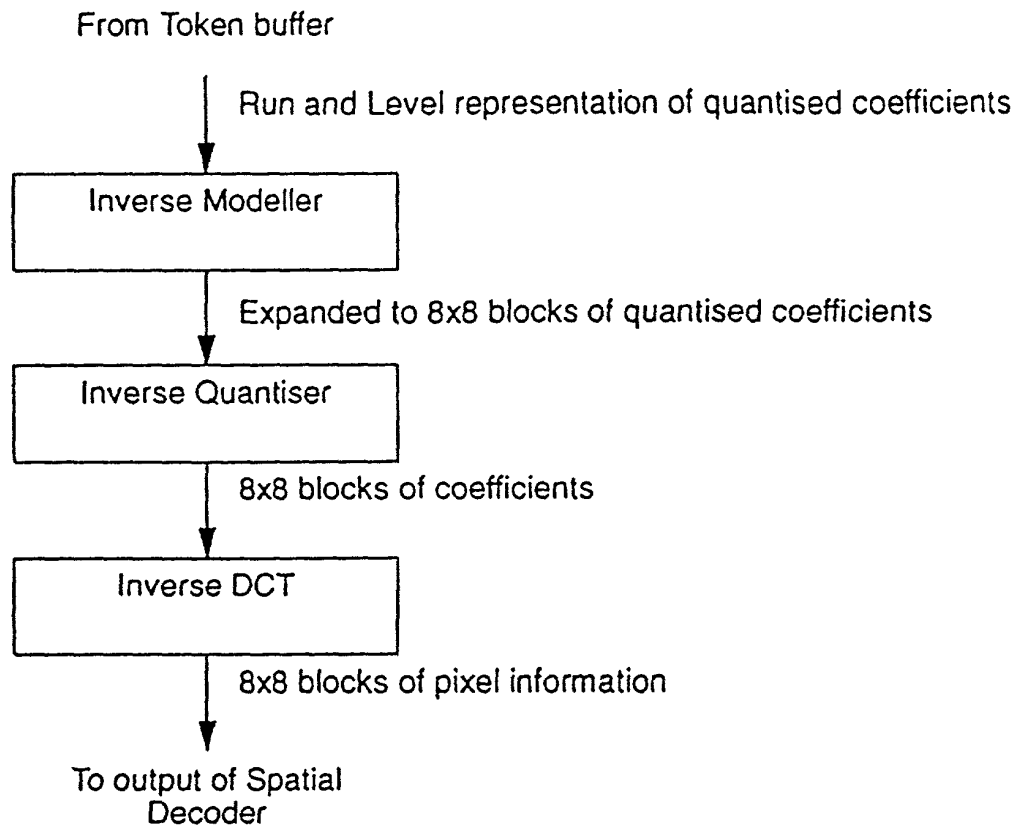 From Token buffer
Run and Level representation of quantised coefficients
Inverse Modeller
Expanded to 8x8 blocks of quantised coefficients
Inverse Quantiser
8x8 blocks of coefficients
Inverse DCT
8x8 blocks of pixel information
To output of Spatial
Decoder